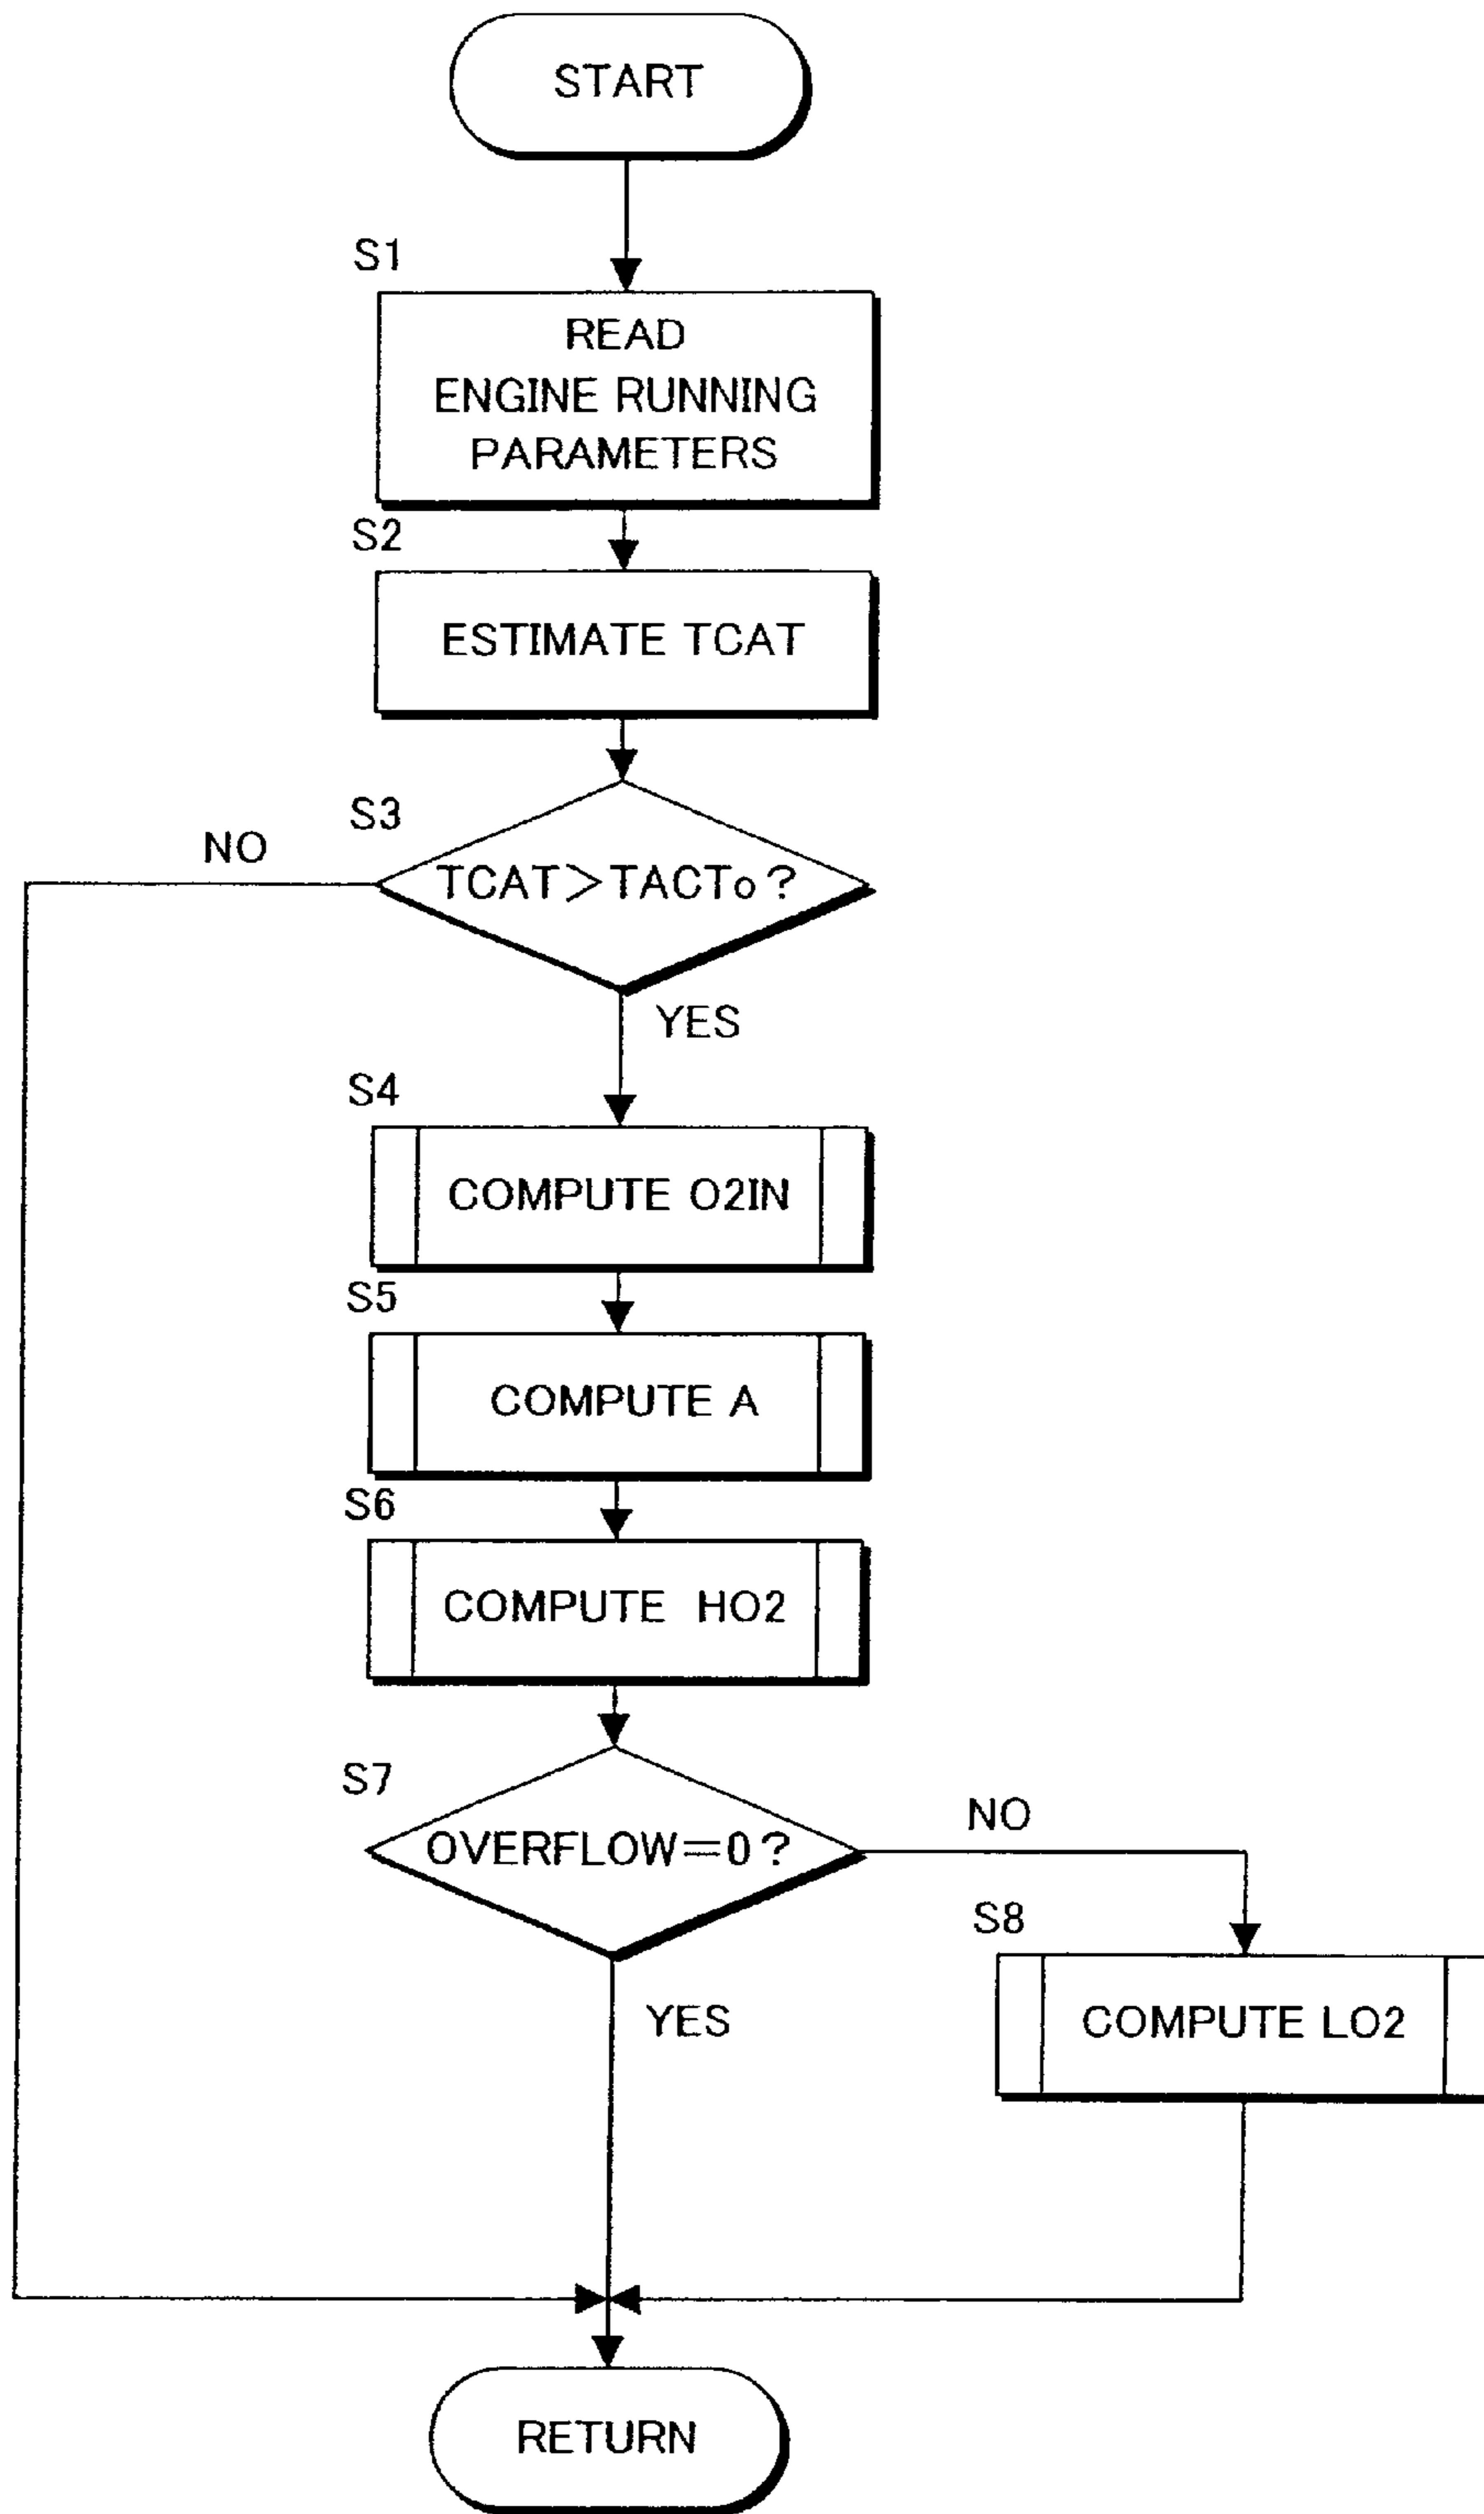 START
S1
READ
ENGINE RUNNING
PARAMETERS
S2
ESTIMATE TCAT
S3
NO
TCAT>TACTo?
YES
S4
COMPUTE O2IN
S5
COMPUTE A
S6
COMPUTE HO2
S7
OVERFLOW=0?
NO
S8
YES
COMPUTE LO2
RETURN